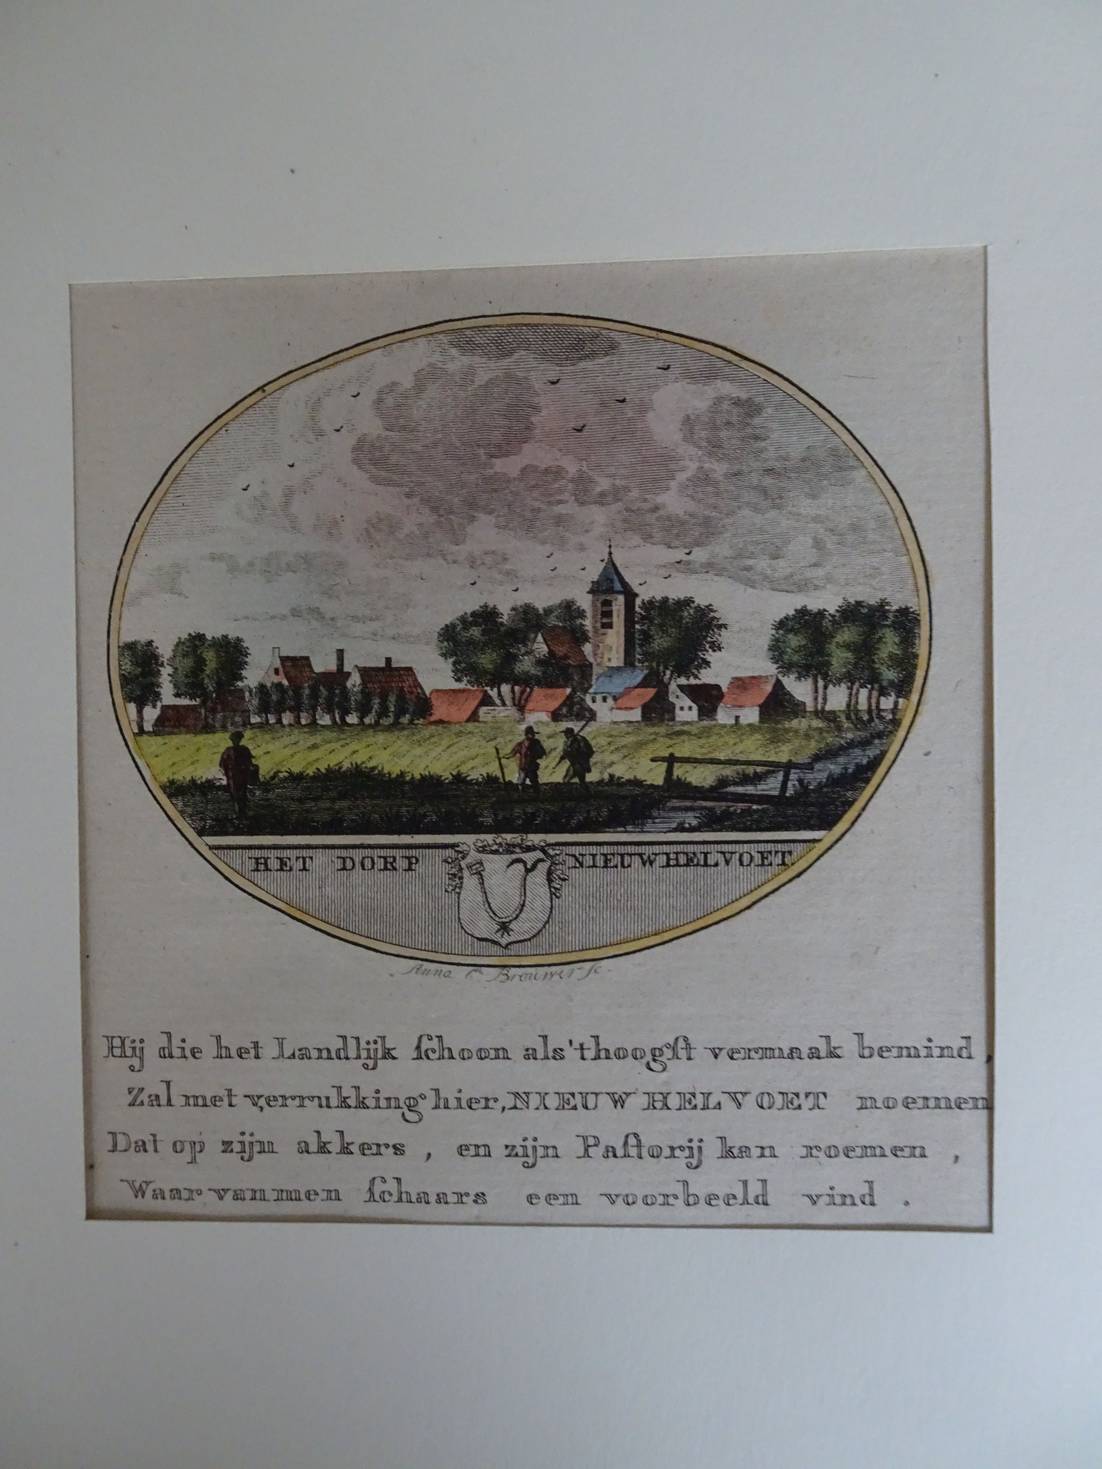 HET DORP NIEUWHELVOET
Anna C. Brouwer Sc.
Hij die het Landlijk ſchoon als 't hoogſt vermaak bemind,
Zal met verrukking hier, NIEUW HELVOET noemen
Dat op zijn akkers, en zijn Paſtorij kan roemen,
Waar van men ſchaars een voorbeeld vind.